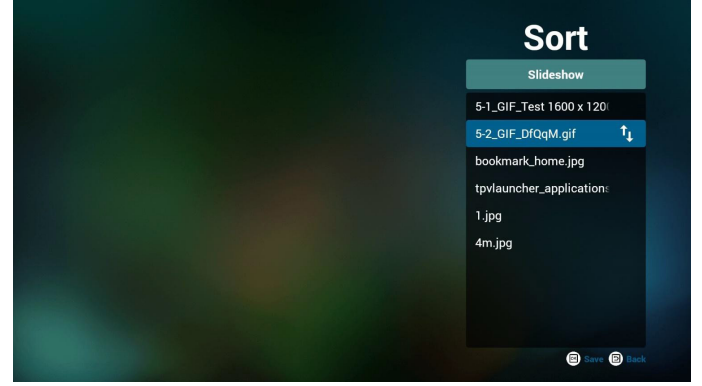 Sort
Slideshow
5-1_GIF_Test 1600 x 120
5-2_GIF_DfQqM.gif
bookmark_home.jpg
tpvlauncher_applications
1.jpg
4m.jpg
Save Back